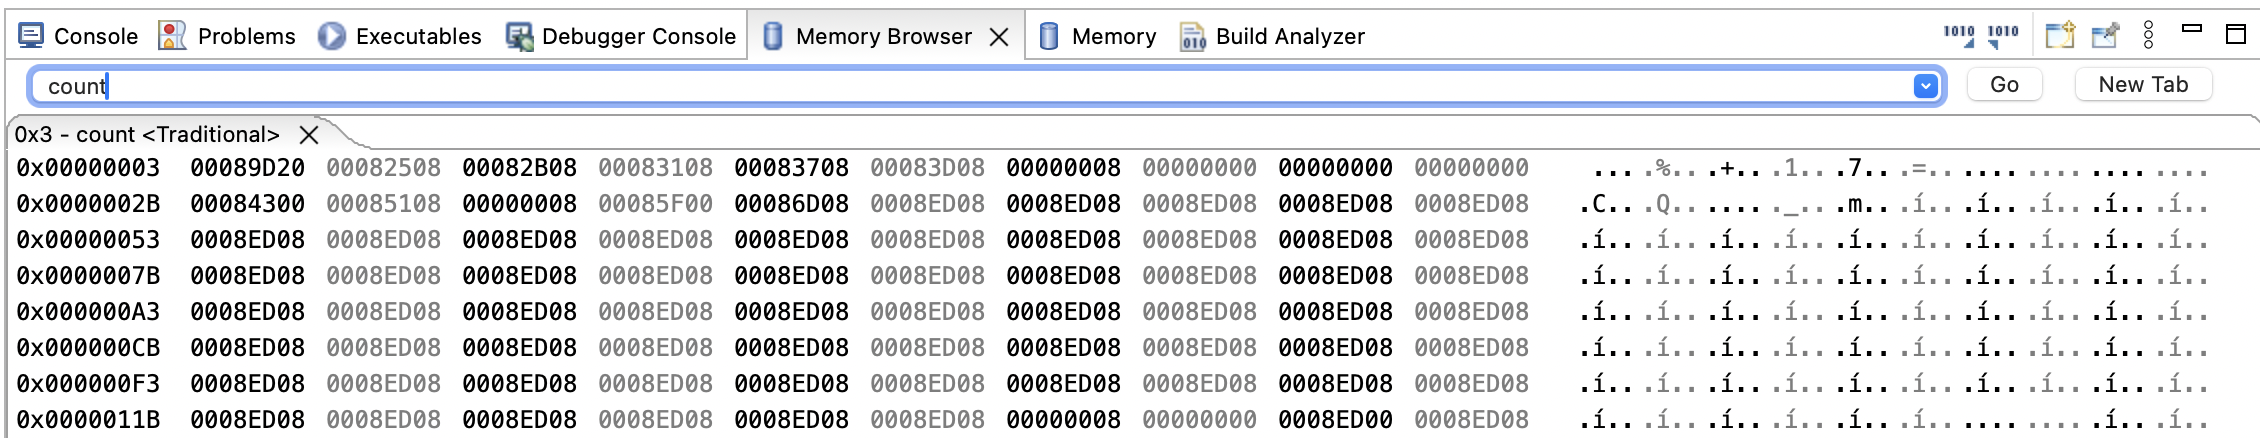 Console Problems Executables Debugger Console Memory Browser Memory Build Analyzer 1010 1010
count Go New Tab
0x3 - count <Traditional>
0x00000003 00089D20 00082508 00082B08 00083108 00083708 00083D08 00000008 00000000 00000000 00000000 .... .%.. .+.. .1.. .7.. .=.. .... .... .... ....
0x0000002B 00084300 00085108 00000008 00085F00 00086D08 0008ED08 0008ED08 0008ED08 0008ED08 0008ED08 .C.. .Q.. .... ._.. .m.. .í.. .í.. .í.. .í.. .í..
0x00000053 0008ED08 0008ED08 0008ED08 0008ED08 0008ED08 0008ED08 0008ED08 0008ED08 0008ED08 0008ED08 .í.. .í.. .í.. .í.. .í.. .í.. .í.. .í.. .í.. .í..
0x0000007B 0008ED08 0008ED08 0008ED08 0008ED08 0008ED08 0008ED08 0008ED08 0008ED08 0008ED08 0008ED08 .í.. .í.. .í.. .í.. .í.. .í.. .í.. .í.. .í.. .í..
0x000000A3 0008ED08 0008ED08 0008ED08 0008ED08 0008ED08 0008ED08 0008ED08 0008ED08 0008ED08 0008ED08 .í.. .í.. .í.. .í.. .í.. .í.. .í.. .í.. .í.. .í..
0x000000CB 0008ED08 0008ED08 0008ED08 0008ED08 0008ED08 0008ED08 0008ED08 0008ED08 0008ED08 0008ED08 .í.. .í.. .í.. .í.. .í.. .í.. .í.. .í.. .í.. .í..
0x000000F3 0008ED08 0008ED08 0008ED08 0008ED08 0008ED08 0008ED08 0008ED08 0008ED08 0008ED08 0008ED08 .í.. .í.. .í.. .í.. .í.. .í.. .í.. .í.. .í.. .í..
0x0000011B 0008ED08 0008ED08 0008ED08 0008ED08 0008ED08 0008ED08 00000008 00000000 0008ED00 0008ED08 .í.. .í.. .í.. .í.. .í.. .í.. .... .... .í.. .í..